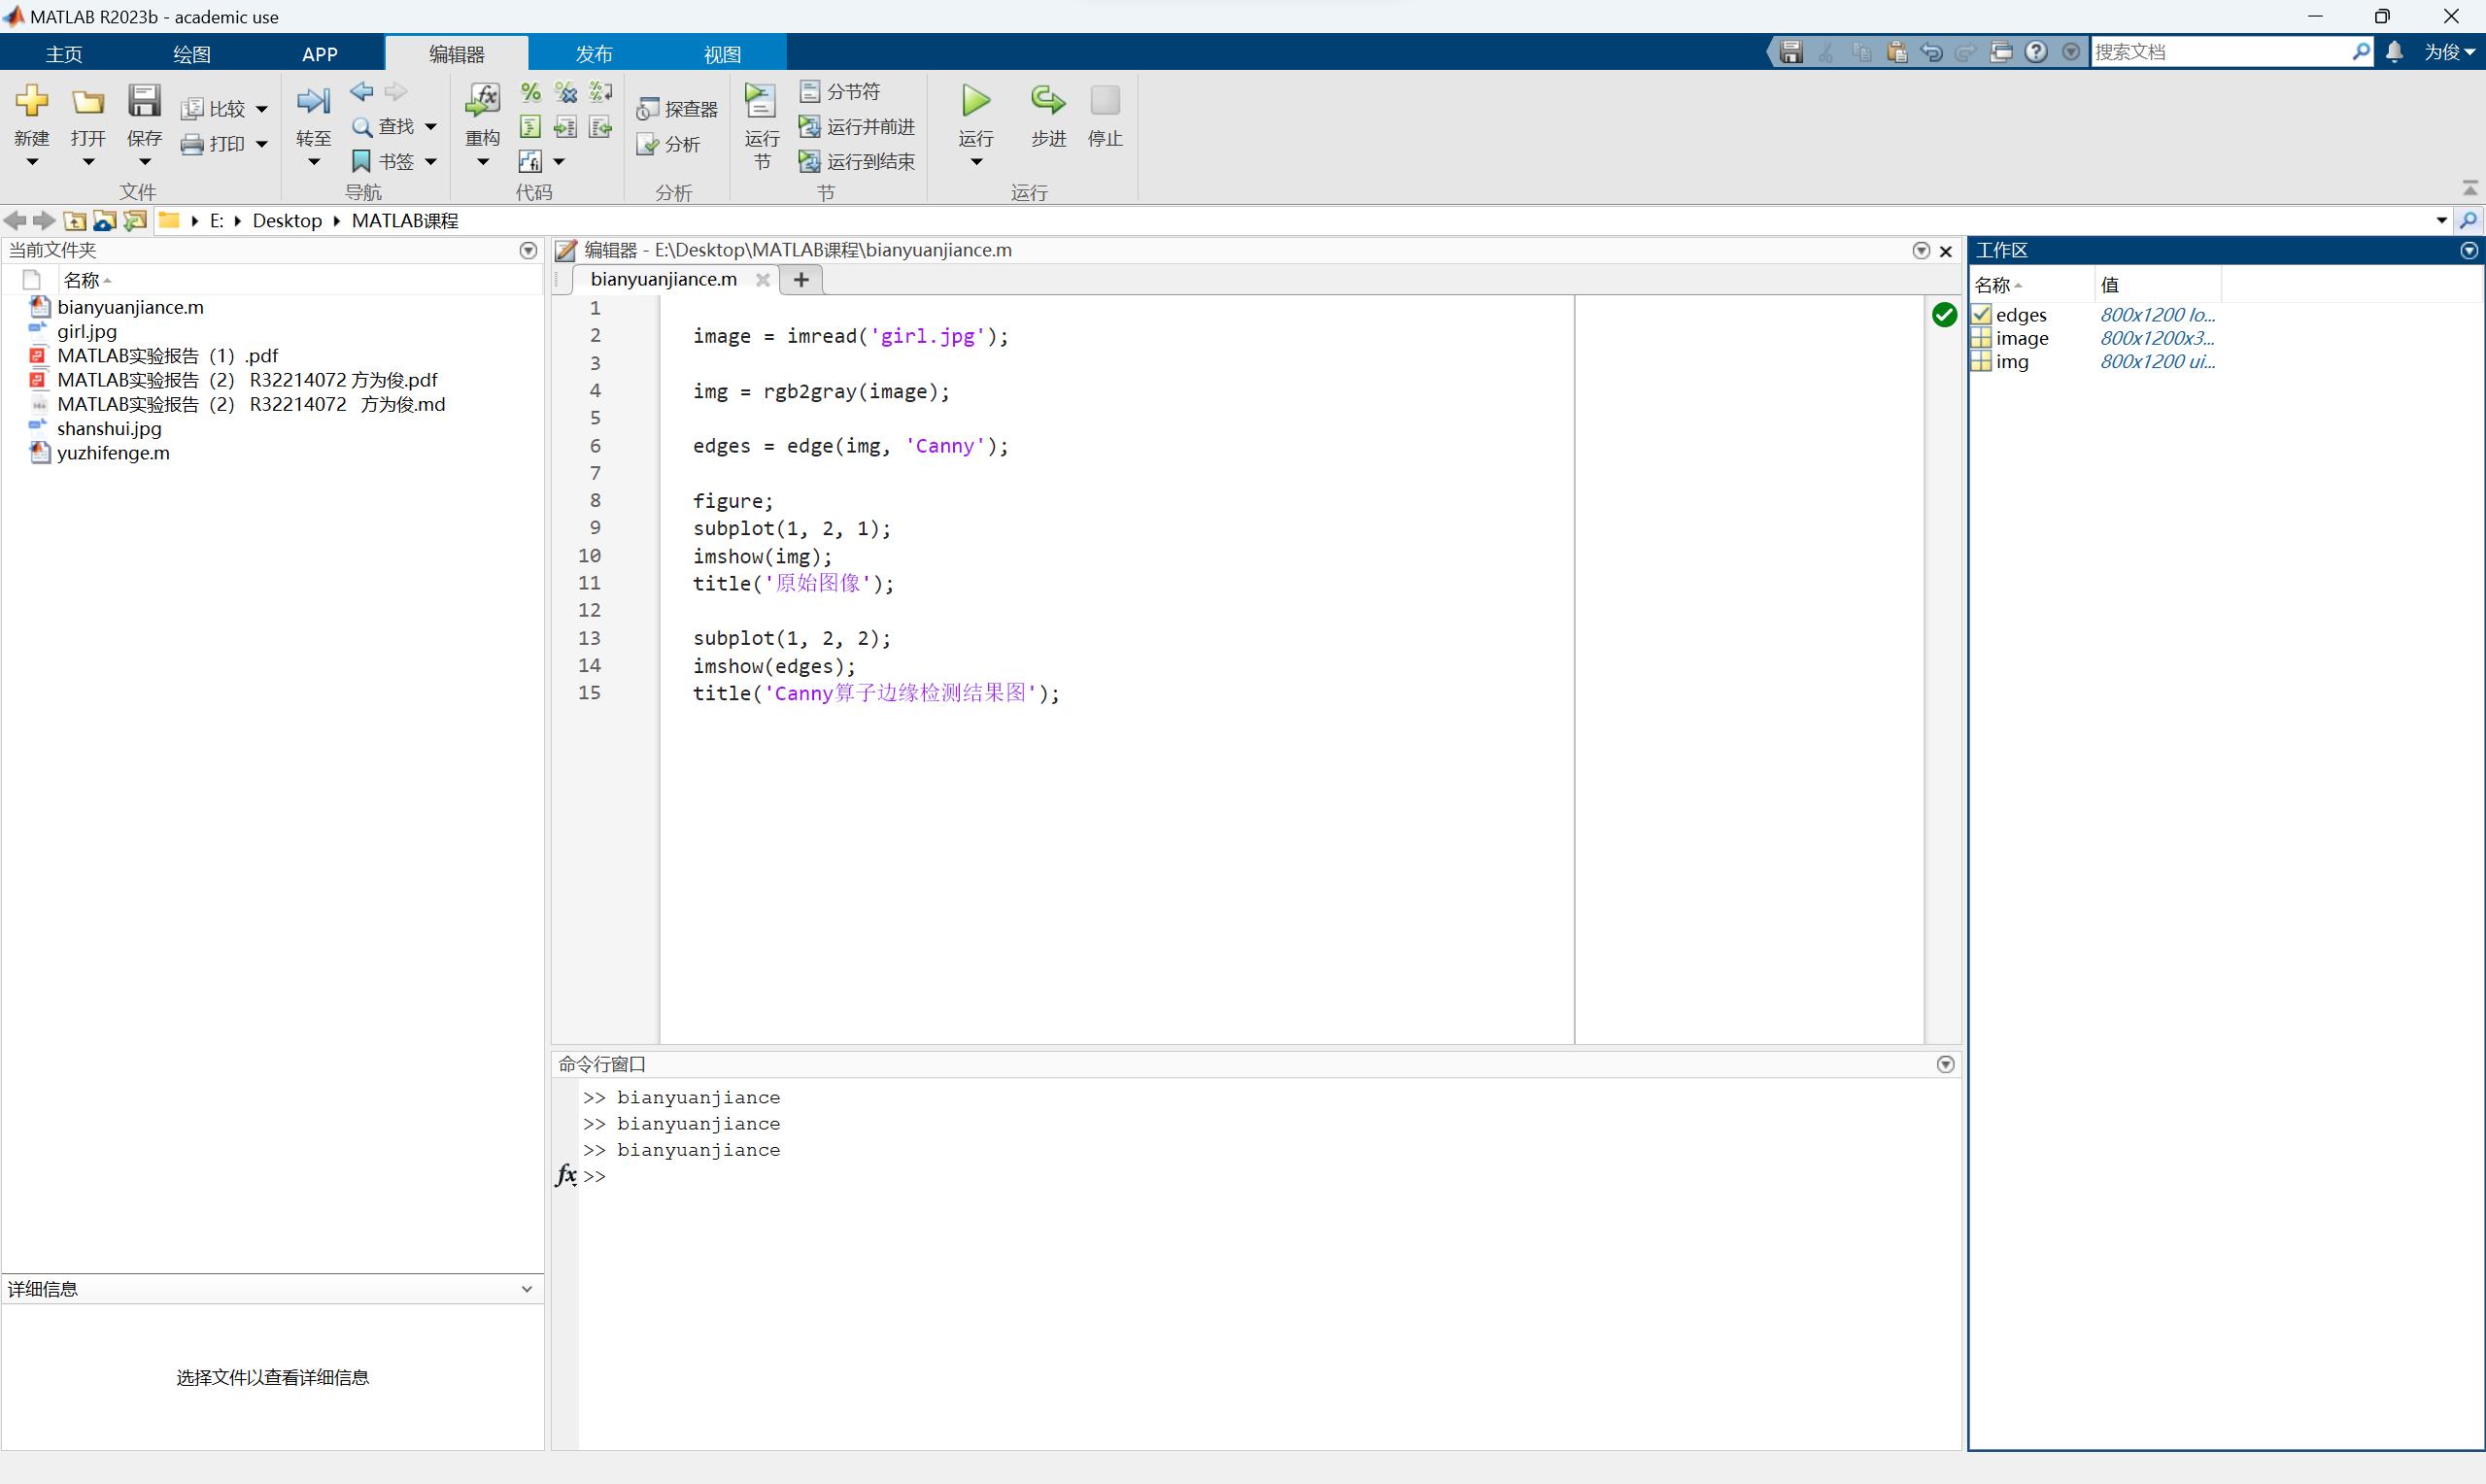 MATLAB R2023b - academic use
主页 绘图 APP 编辑器 发布 视图 搜索文档 为俊
新建 打开 保存 比较 打印 转至 查找 书签 重构 探查器 分析 运行节 分节符 运行并前进 运行到结束 运行 步进 停止
文件 导航 代码 分析 节 运行
E: Desktop MATLAB课程
当前文件夹
名称
bianyuanjiance.m
girl.jpg
MATLAB实验报告（1）.pdf
MATLAB实验报告（2） R32214072 方为俊.pdf
MATLAB实验报告（2） R32214072 方为俊.md
shanshui.jpg
yuzhifenge.m
详细信息
选择文件以查看详细信息
编辑器 - E:\Desktop\MATLAB课程\bianyuanjiance.m
bianyuanjiance.m
1
2 image = imread('girl.jpg');
3
4 img = rgb2gray(image);
5
6 edges = edge(img, 'Canny');
7
8 figure;
9 subplot(1, 2, 1);
10 imshow(img);
11 title('原始图像');
12
13 subplot(1, 2, 2);
14 imshow(edges);
15 title('Canny算子边缘检测结果图');
命令行窗口
>> bianyuanjiance
>> bianyuanjiance
>> bianyuanjiance
fx >>
工作区
名称 值
edges 800x1200 lo...
image 800x1200x3...
img 800x1200 ui...